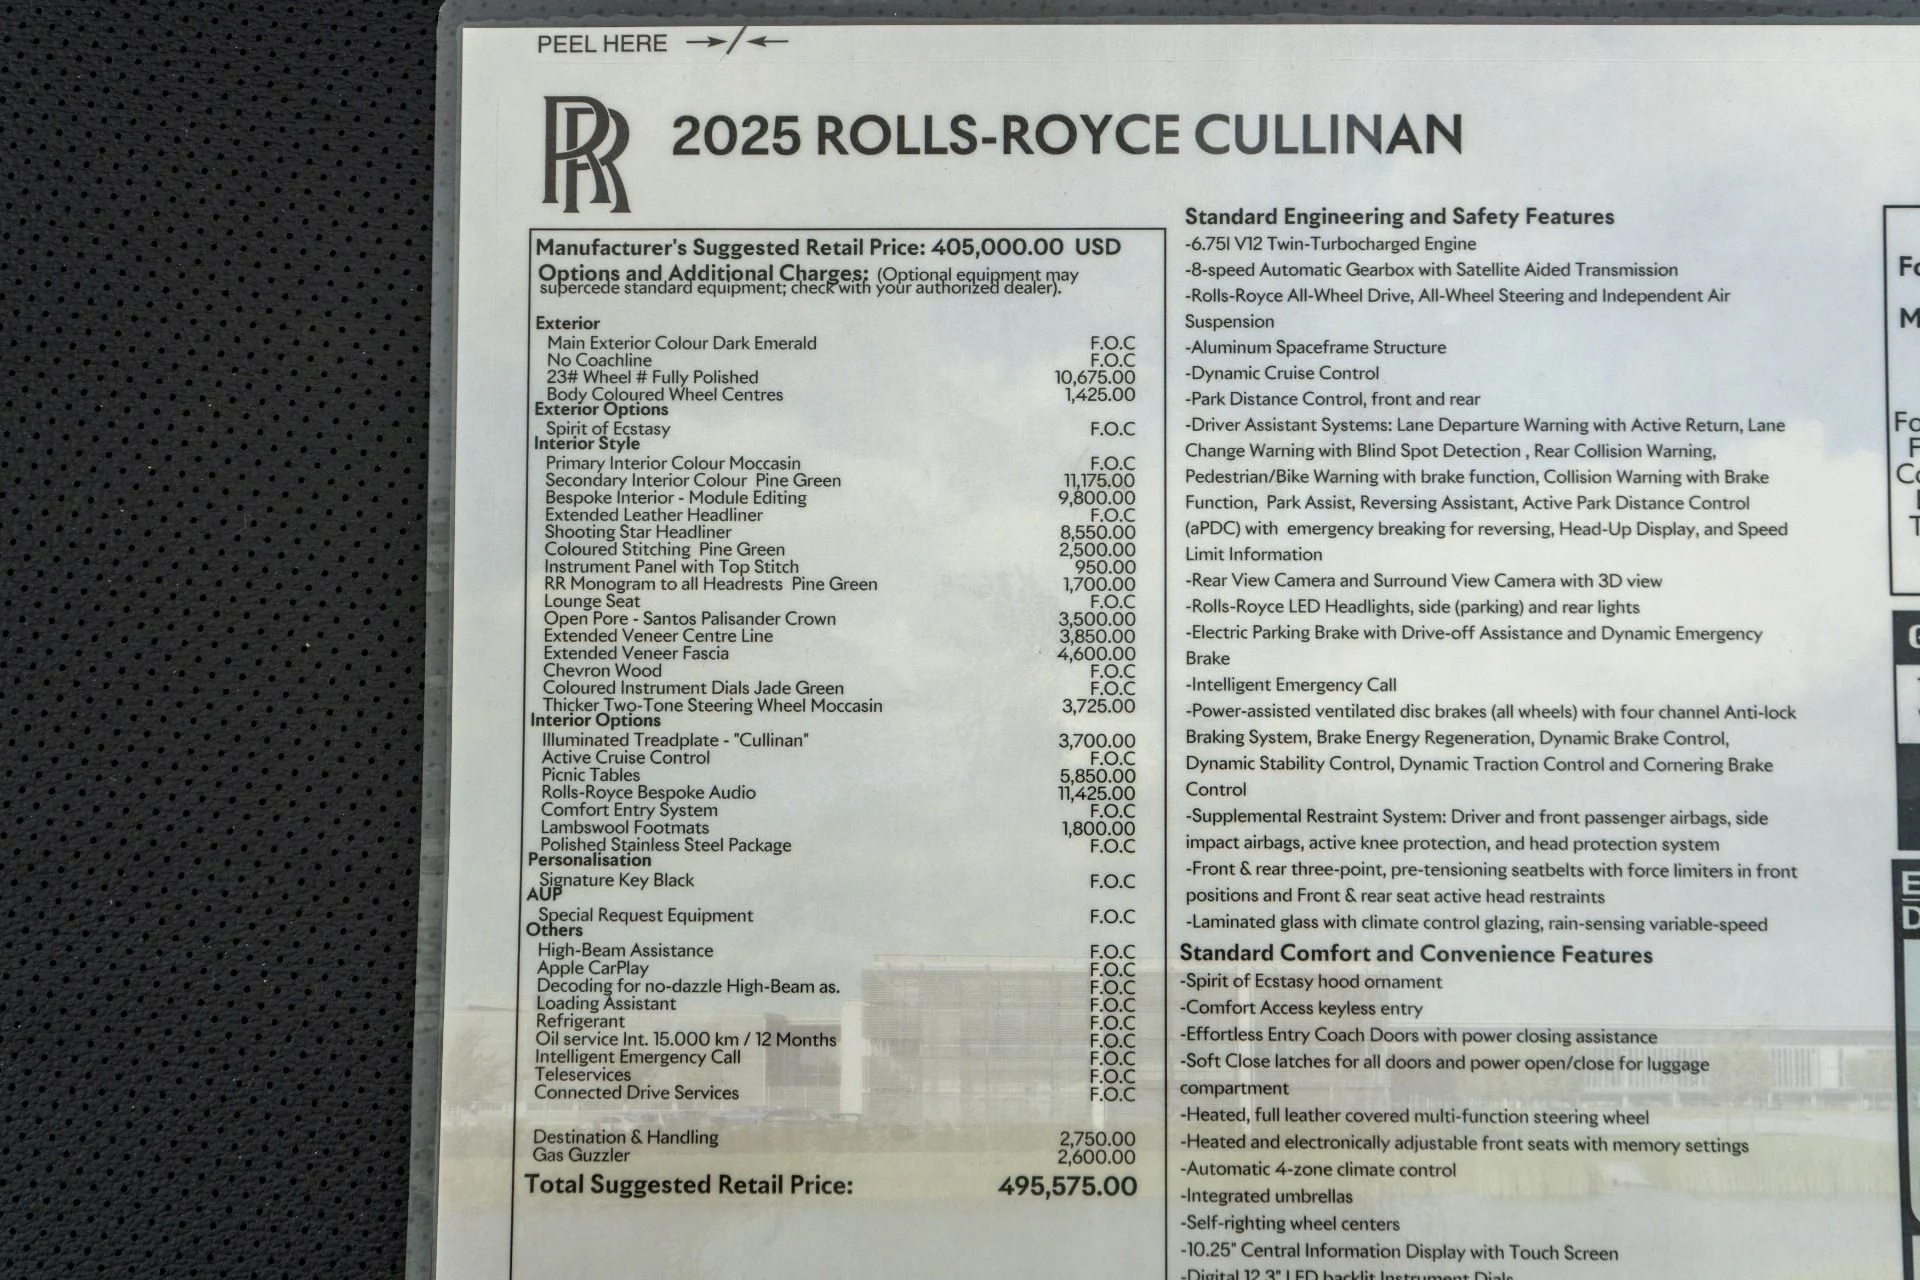 PEEL HERE →/←
RR
2025 ROLLS-ROYCE CULLINAN
Manufacturer's Suggested Retail Price: 405,000.00 USD
Options and Additional Charges: (Optional equipment may
supercede standard equipment; check with your authorized dealer).
Exterior
Main Exterior Colour Dark Emerald F.O.C
No Coachline F.O.C
23# Wheel # Fully Polished 10,675.00
Body Coloured Wheel Centres 1,425.00
Exterior Options
Spirit of Ecstasy F.O.C
Interior Style
Primary Interior Colour Moccasin F.O.C
Secondary Interior Colour Pine Green 11,175.00
Bespoke Interior - Module Editing 9,800.00
Extended Leather Headliner F.O.C
Shooting Star Headliner 8,550.00
Coloured Stitching Pine Green 2,500.00
Instrument Panel with Top Stitch 950.00
RR Monogram to all Headrests Pine Green 1,700.00
Lounge Seat F.O.C
Open Pore - Santos Palisander Crown 3,500.00
Extended Veneer Centre Line 3,850.00
Extended Veneer Fascia 4,600.00
Chevron Wood F.O.C
Coloured Instrument Dials Jade Green F.O.C
Thicker Two-Tone Steering Wheel Moccasin 3,725.00
Interior Options
Illuminated Treadplate - "Cullinan" 3,700.00
Active Cruise Control F.O.C
Picnic Tables 5,850.00
Rolls-Royce Bespoke Audio 11,425.00
Comfort Entry System F.O.C
Lambswool Footmats 1,800.00
Polished Stainless Steel Package F.O.C
Personalisation
Signature Key Black F.O.C
AUP
Special Request Equipment F.O.C
Others
High-Beam Assistance F.O.C
Apple CarPlay F.O.C
Decoding for no-dazzle High-Beam as. F.O.C
Loading Assistant F.O.C
Refrigerant F.O.C
Oil service Int. 15.000 km / 12 Months F.O.C
Intelligent Emergency Call F.O.C
Teleservices F.O.C
Connected Drive Services F.O.C
Destination & Handling 2,750.00
Gas Guzzler 2,600.00
Total Suggested Retail Price: 495,575.00
Standard Engineering and Safety Features
-6.75l V12 Twin-Turbocharged Engine
-8-speed Automatic Gearbox with Satellite Aided Transmission
-Rolls-Royce All-Wheel Drive, All-Wheel Steering and Independent Air
Suspension
-Aluminum Spaceframe Structure
-Dynamic Cruise Control
-Park Distance Control, front and rear
-Driver Assistant Systems: Lane Departure Warning with Active Return, Lane
Change Warning with Blind Spot Detection , Rear Collision Warning,
Pedestrian/Bike Warning with brake function, Collision Warning with Brake
Function, Park Assist, Reversing Assistant, Active Park Distance Control
(aPDC) with emergency breaking for reversing, Head-Up Display, and Speed
Limit Information
-Rear View Camera and Surround View Camera with 3D view
-Rolls-Royce LED Headlights, side (parking) and rear lights
-Electric Parking Brake with Drive-off Assistance and Dynamic Emergency
Brake
-Intelligent Emergency Call
-Power-assisted ventilated disc brakes (all wheels) with four channel Anti-lock
Braking System, Brake Energy Regeneration, Dynamic Brake Control,
Dynamic Stability Control, Dynamic Traction Control and Cornering Brake
Control
-Supplemental Restraint System: Driver and front passenger airbags, side
impact airbags, active knee protection, and head protection system
-Front & rear three-point, pre-tensioning seatbelts with force limiters in front
positions and Front & rear seat active head restraints
-Laminated glass with climate control glazing, rain-sensing variable-speed
Standard Comfort and Convenience Features
-Spirit of Ecstasy hood ornament
-Comfort Access keyless entry
-Effortless Entry Coach Doors with power closing assistance
-Soft Close latches for all doors and power open/close for luggage
compartment
-Heated, full leather covered multi-function steering wheel
-Heated and electronically adjustable front seats with memory settings
-Automatic 4-zone climate control
-Integrated umbrellas
-Self-righting wheel centers
-10.25" Central Information Display with Touch Screen
-Digital 12.3" LED backlit Instrument Dials